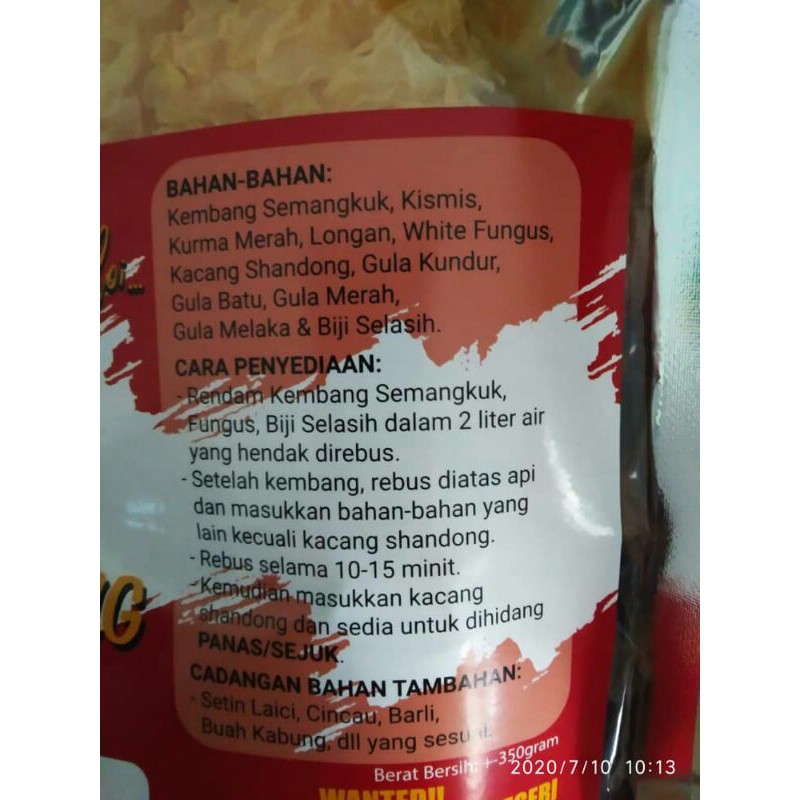 BAHAN-BAHAN:
Kembang Semangkuk, Kismis,
Kurma Merah, Longan, White Fungus,
Kacang Shandong, Gula Kundur,
Gula Batu, Gula Merah,
Gula Melaka & Biji Selasih.
CARA PENYEDIAAN:
- Rendam Kembang Semangkuk,
Fungus, Biji Selasih dalam 2 liter air
yang hendak direbus.
- Setelah kembang, rebus diatas api
dan masukkan bahan-bahan yang
lain kecuali kacang shandong.
- Rebus selama 10-15 minit.
- Kemudian masukkan kacang
shandong dan sedia untuk dihidang
PANAS/SEJUK.
CADANGAN BAHAN TAMBAHAN:
- Setin Laici, Cincau, Barli,
Buah Kabung, dll yang sesuai.
Berat Bersih: +-350gram
2020/7/10 10:13